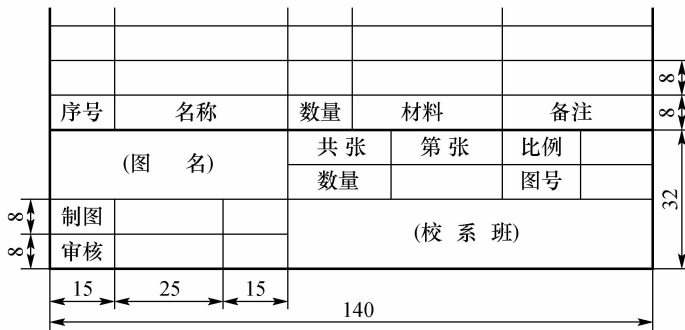 8
序号 名称 数量 材料 备注 8
(图 名) 共 张 第 张 比例
数量 图号
32
8 制图
(校 系 班)
8 审核
15 25 15
140